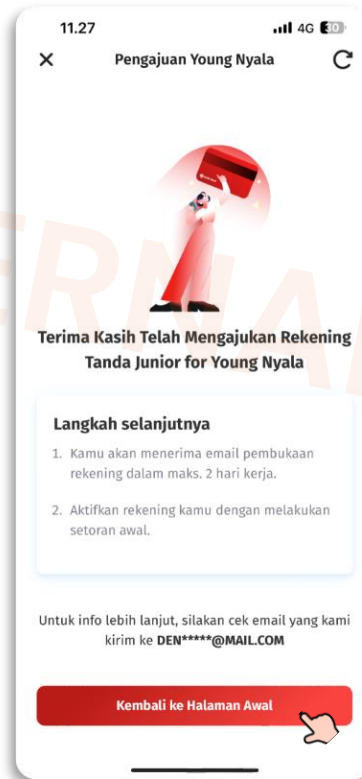 11.27
4G 30
Pengajuan Young Nyala
Terima Kasih Telah Mengajukan Rekening
Tanda Junior for Young Nyala
Langkah selanjutnya
1. Kamu akan menerima email pembukaan
rekening dalam maks. 2 hari kerja.
2. Aktifkan rekening kamu dengan melakukan
setoran awal.
Untuk info lebih lanjut, silakan cek email yang kami
kirim ke DEN*****@MAIL.COM
Kembali ke Halaman Awal